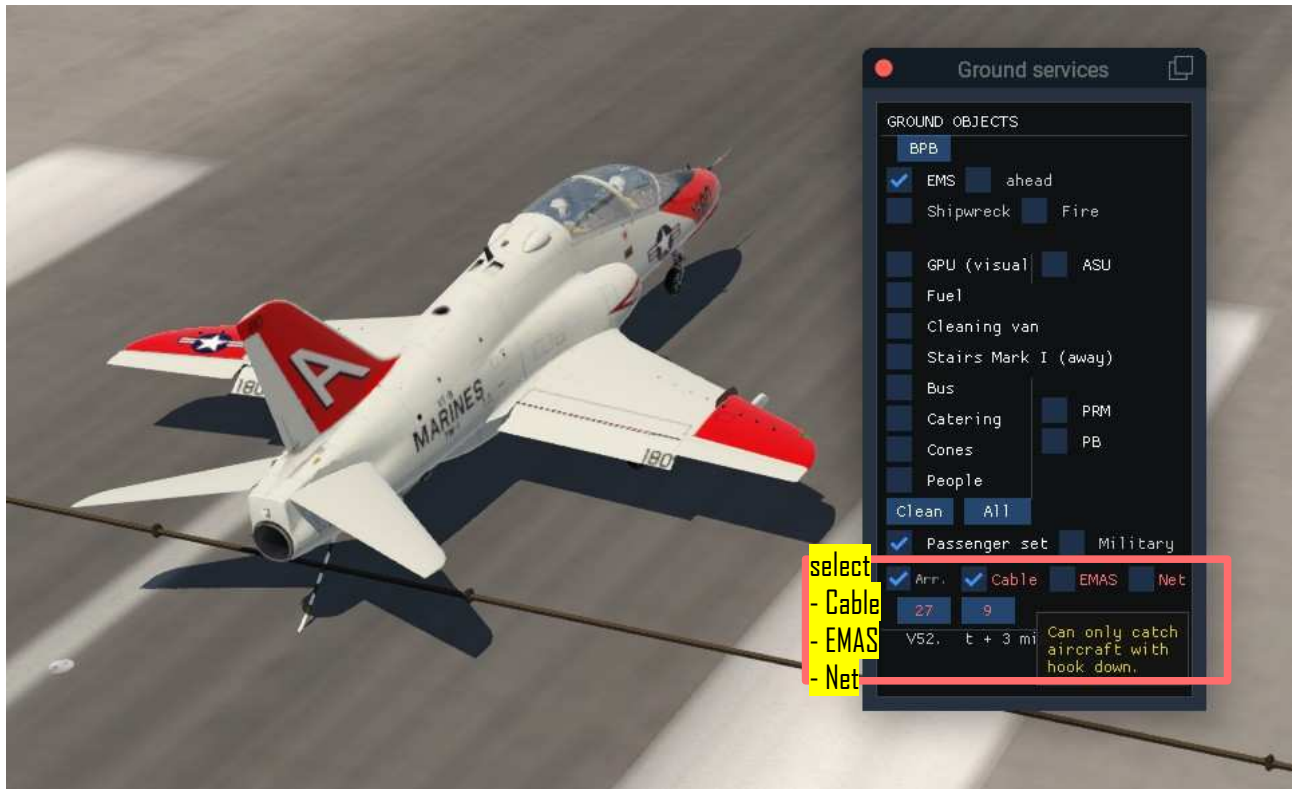 Ground services
GROUND OBJECTS
BPB
EMS ahead
Shipwreck Fire
GPU (visual ASU
Fuel
Cleaning van
Stairs Mark I (away)
Bus
Catering PRM
Cones PB
People
Clean All
Passenger set Military
Arr. Cable EMAS Net
27 9
V52. t + 3 mi
Can only catch
aircraft with
hook down.
select
- Cable
- EMAS
- Net
A
MARINES
180
180